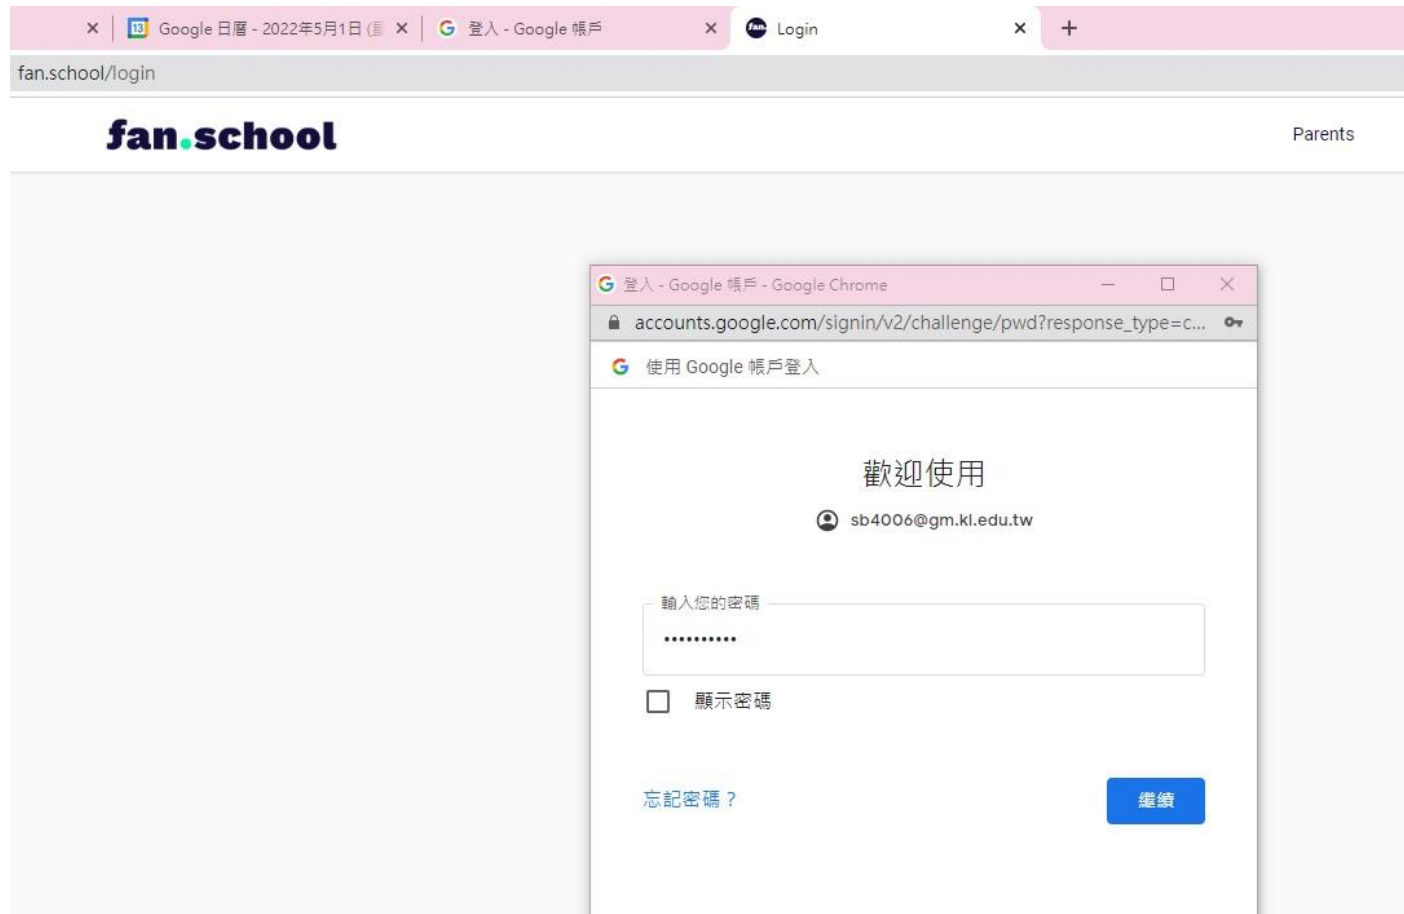 Google 日曆 - 2022年5月1日 (星
登入 - Google 帳戶
Login
fan.school/login
fan.school
Parents
登入 - Google 帳戶 - Google Chrome
accounts.google.com/signin/v2/challenge/pwd?response_type=c...
使用 Google 帳戶登入
歡迎使用
sb4006@gm.kl.edu.tw
輸入您的密碼
••••••••••
顯示密碼
忘記密碼？
繼續